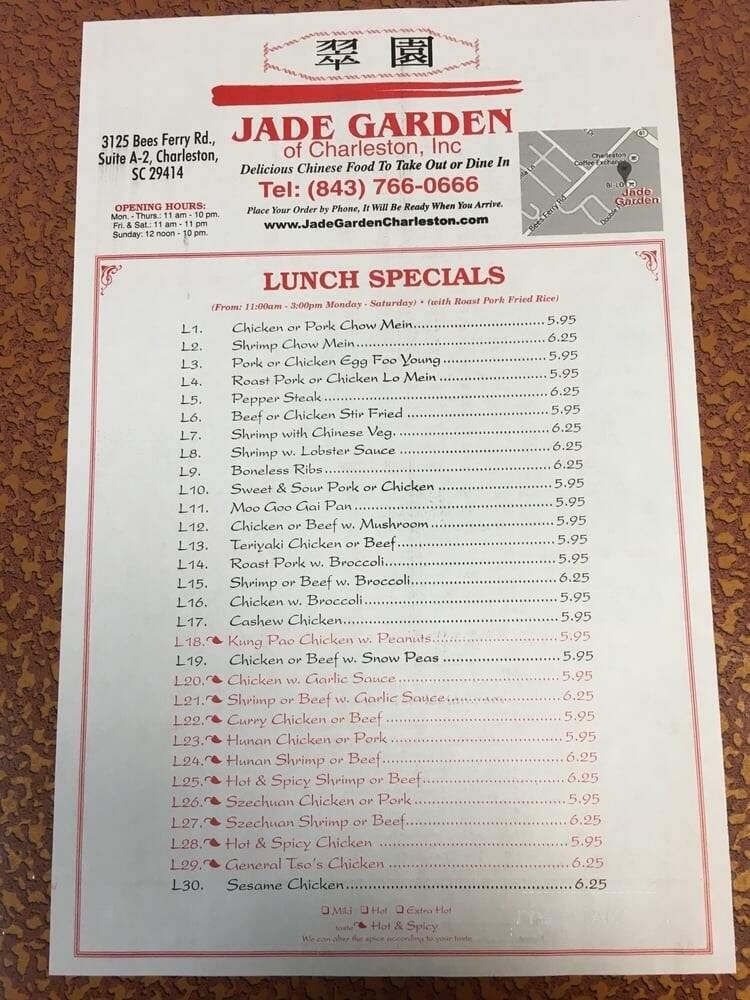 翠園
JADE GARDEN
of Charleston, Inc
Delicious Chinese Food To Take Out or Dine In
Tel: (843) 766-0666
Place Your Order by Phone, It Will Be Ready When You Arrive.
www.JadeGardenCharleston.com
3125 Bees Ferry Rd.,
Suite A-2, Charleston,
SC 29414
OPENING HOURS:
Mon. - Thurs.: 11 am - 10 pm.
Fri. & Sat.: 11 am - 11 pm
Sunday: 12 noon - 10 pm.
61
Charleston
Coffee Exchange
BI-LO
Jade
Garden
Bees Ferry Rd
LUNCH SPECIALS
(From: 11:00am - 3:00pm Monday - Saturday) • (with Roast Pork Fried Rice)
L1. Chicken or Pork Chow Mein 5.95
L2. Shrimp Chow Mein 6.25
L3. Pork or Chicken Egg Foo Young 5.95
L4. Roast Pork or Chicken Lo Mein 5.95
L5. Pepper Steak 6.25
L6. Beef or Chicken Stir Fried 5.95
L7. Shrimp with Chinese Veg. 6.25
L8. Shrimp w. Lobster Sauce 6.25
L9. Boneless Ribs 6.25
L10. Sweet & Sour Pork or Chicken 5.95
L11. Moo Goo Gai Pan 5.95
L12. Chicken or Beef w. Mushroom 5.95
L13. Teriyaki Chicken or Beef 5.95
L14. Roast Pork w. Broccoli 5.95
L15. Shrimp or Beef w. Broccoli 6.25
L16. Chicken w. Broccoli 5.95
L17. Cashew Chicken 5.95
L18. Kung Pao Chicken w. Peanuts 5.95
L19. Chicken or Beef w. Snow Peas 5.95
L20. Chicken w. Garlic Sauce 5.95
L21. Shrimp or Beef w. Garlic Sauce 6.25
L22. Curry Chicken or Beef 5.95
L23. Hunan Chicken or Pork 5.95
L24. Hunan Shrimp or Beef 6.25
L25. Hot & Spicy Shrimp or Beef 6.25
L26. Szechuan Chicken or Pork 5.95
L27. Szechuan Shrimp or Beef 6.25
L28. Hot & Spicy Chicken 5.95
L29. General Tso's Chicken 6.25
L30. Sesame Chicken 6.25
❑ Mild ❑ Hot ❑ Extra Hot
taste Hot & Spicy
We can alter the spice according to your taste